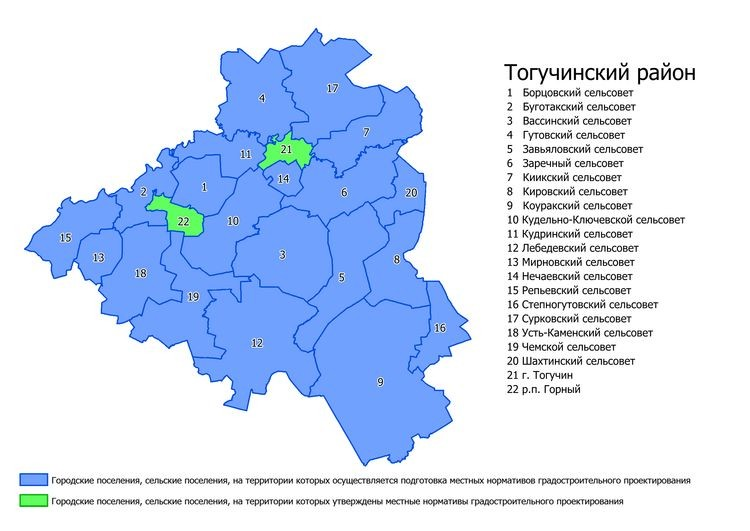 Тогучинский район
1 Борцовский сельсовет
2 Буготакский сельсовет
3 Вассинский сельсовет
4 Гутовский сельсовет
5 Завьяловский сельсовет
6 Заречный сельсовет
7 Киикский сельсовет
8 Кировский сельсовет
9 Коуракский сельсовет
10 Кудельно-Ключевской сельсовет
11 Кудринский сельсовет
12 Лебедевский сельсовет
13 Мирновский сельсовет
14 Нечаевский сельсовет
15 Репьевский сельсовет
16 Степногутовский сельсовет
17 Сурковский сельсовет
18 Усть-Каменский сельсовет
19 Чемской сельсовет
20 Шахтинский сельсовет
21 г. Тогучин
22 р.п. Горный
17
4
7
21
11
14
1
2
6
20
22
10
15
3
13
8
18
5
19
16
12
9
Городские поселения, сельские поселения, на территории которых осуществляется подготовка местных нормативов градостроительного проектирования
Городские поселения, сельские поселения, на территории которых утверждены местные нормативы градостроительного проектирования